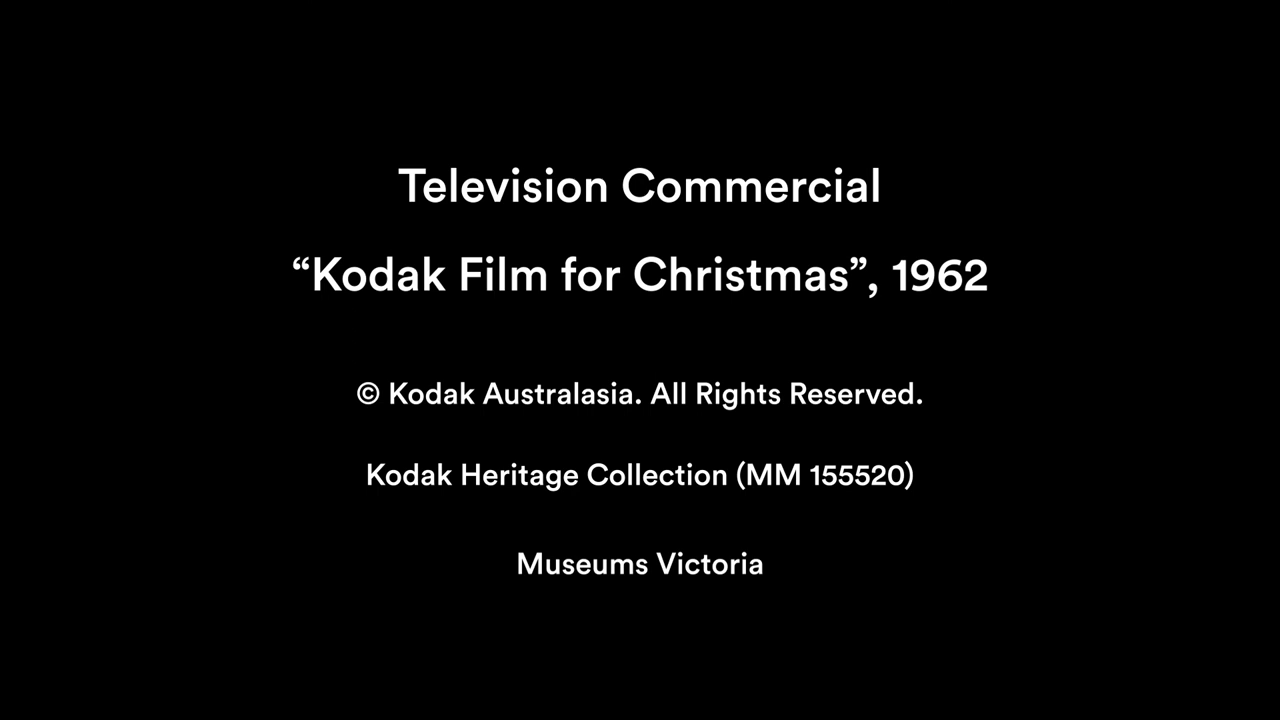 Television Commercial
“Kodak Film for Christmas”, 1962
© Kodak Australasia. All Rights Reserved.
Kodak Heritage Collection (MM 155520)
Museums Victoria